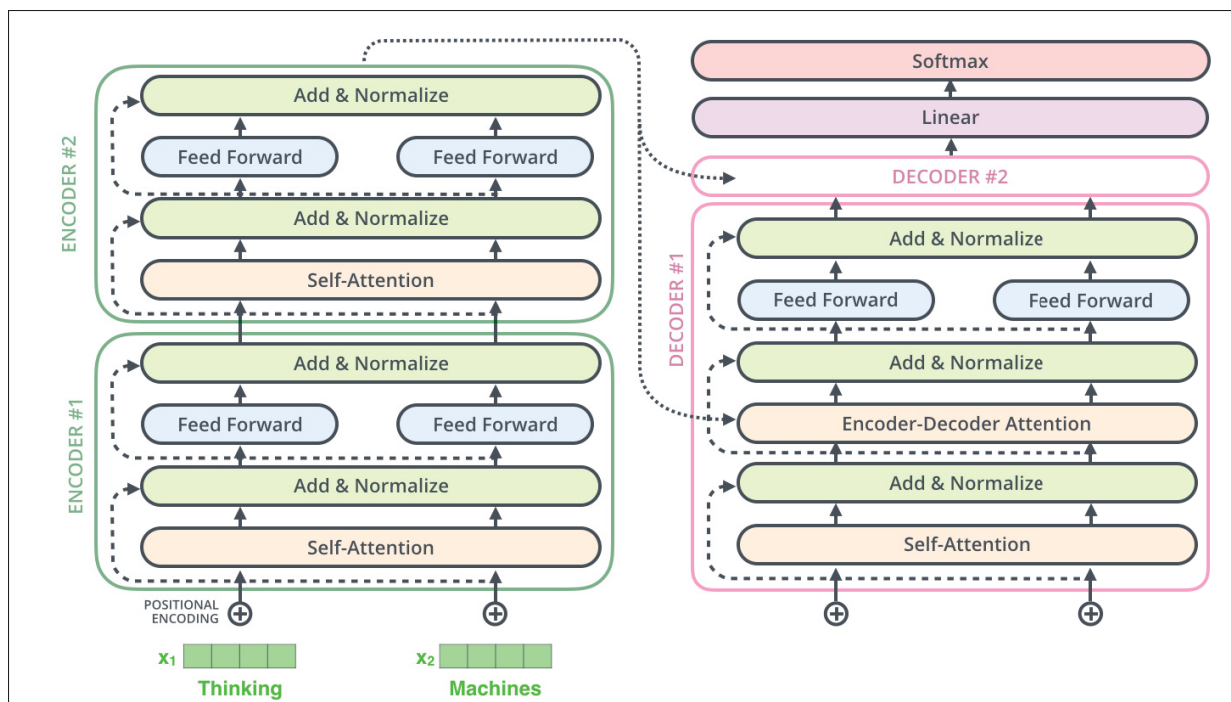 ENCODER #2
Add & Normalize
Feed Forward Feed Forward
Add & Normalize
Self-Attention
ENCODER #1
Add & Normalize
Feed Forward Feed Forward
Add & Normalize
Self-Attention
POSITIONAL
ENCODING
x₁ x₂
Thinking Machines
Softmax
Linear
DECODER #2
DECODER #1
Add & Normalize
Feed Forward Feed Forward
Add & Normalize
Encoder-Decoder Attention
Add & Normalize
Self-Attention